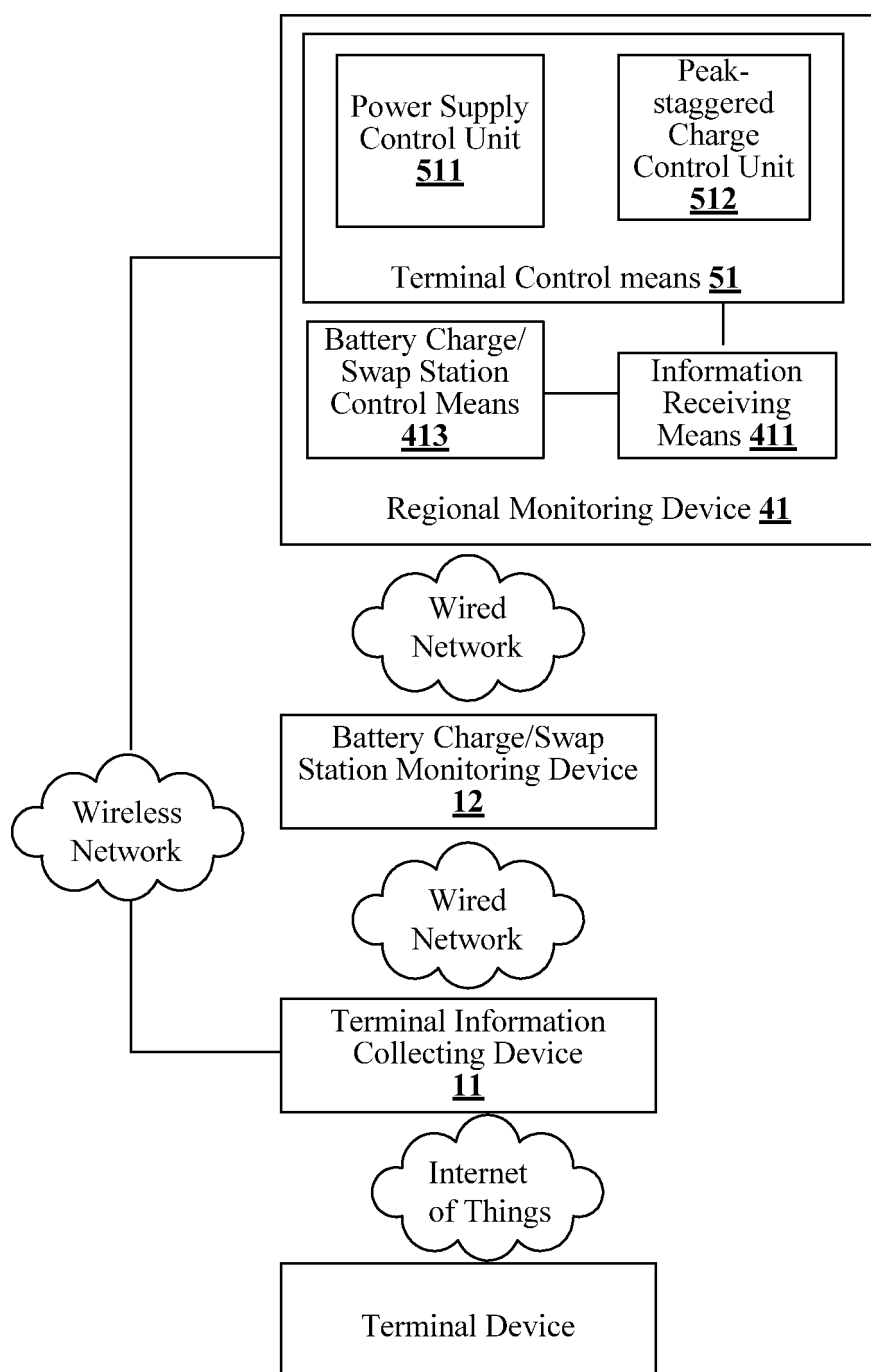 Power Supply
Control Unit
511
Peak-
staggered
Charge
Control Unit
512
Terminal Control means 51
Battery Charge/
Swap Station
Control Means
413
Information
Receiving
Means 411
Regional Monitoring Device 41
Wired
Network
Battery Charge/Swap
Station Monitoring Device
12
Wireless
Network
Wired
Network
Terminal Information
Collecting Device
11
Internet
of Things
Terminal Device